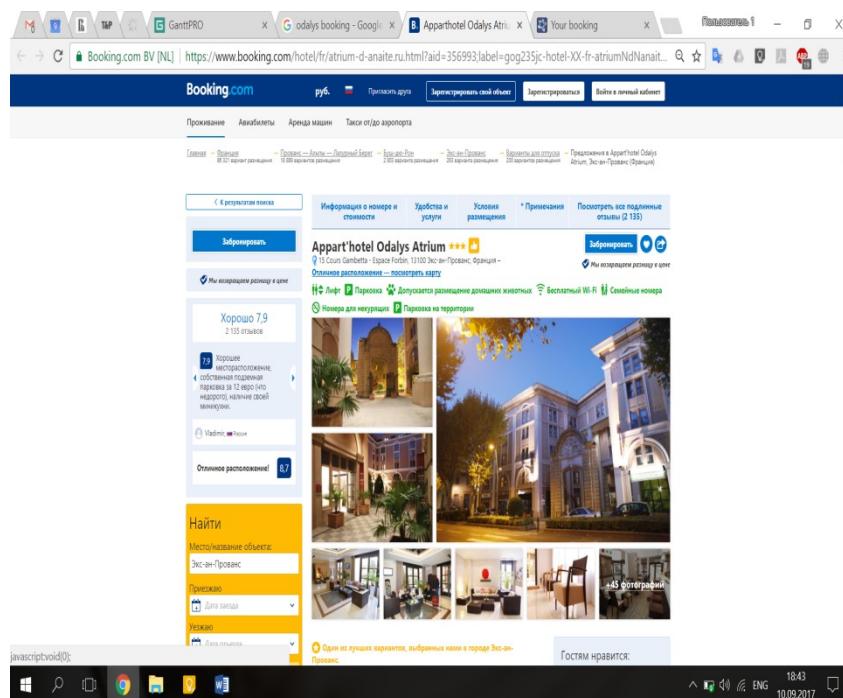 GanttPRO
odalys booking - Google
Apparthotel Odalys Atriu
Your booking
Пользователь 1
Booking.com BV [NL]
https://www.booking.com/hotel/fr/atrium-d-anaite.ru.html?aid=356993;label=gog235jc-hotel-XX-fr-atriumNdNanait...
Booking.com
руб.
Пригласить друга
Зарегистрировать свой объект
Зарегистрироваться
Войти в личный кабинет
Проживание
Авиабилеты
Аренда машин
Такси от/до аэропорта
Главная
Франция
Прованс — Альпы — Лазурный Берег
Буш-дю-Рон
Экс-ан-Прованс
Варианты для отпуска
Предложения в Appart'hotel Odalys
Atrium, Экс-ан-Прованс (Франция)
К результатам поиска
Информация о номере и стоимости
Удобства и услуги
Условия размещения
* Примечания
Посмотреть все подлинные отзывы (2 135)
Забронировать
Мы возвращаем разницу в цене
Appart'hotel Odalys Atrium
Забронировать
15 Cours Gambetta - Espace Forbin, 13100 Экс-ан-Прованс, Франция –
Мы возвращаем разницу в цене
Отличное расположение — посмотреть карту
Лифт P Парковка Допускается размещение домашних животных Бесплатный Wi-Fi Семейные номера
Номера для некурящих P Парковка на территории
Хорошо 7,9
2 135 отзывов
7,9
Хорошее
месторасположение,
собственная подземная
парковка за 12 евро (что
недорого), наличие своей
миникухни.
Vladimir, Россия
Отличное расположение!
8,7
Найти
Место/название объекта:
Экс-ан-Прованс
Приезжаю
Дата заезда
Уезжаю
Дата отъезда
+45 фотографий
Один из лучших вариантов, выбранных нами в городе Экс-ан-
Прованс.
Гостям нравится:
javascript:void(0);
ENG
18:43
10.09.2017